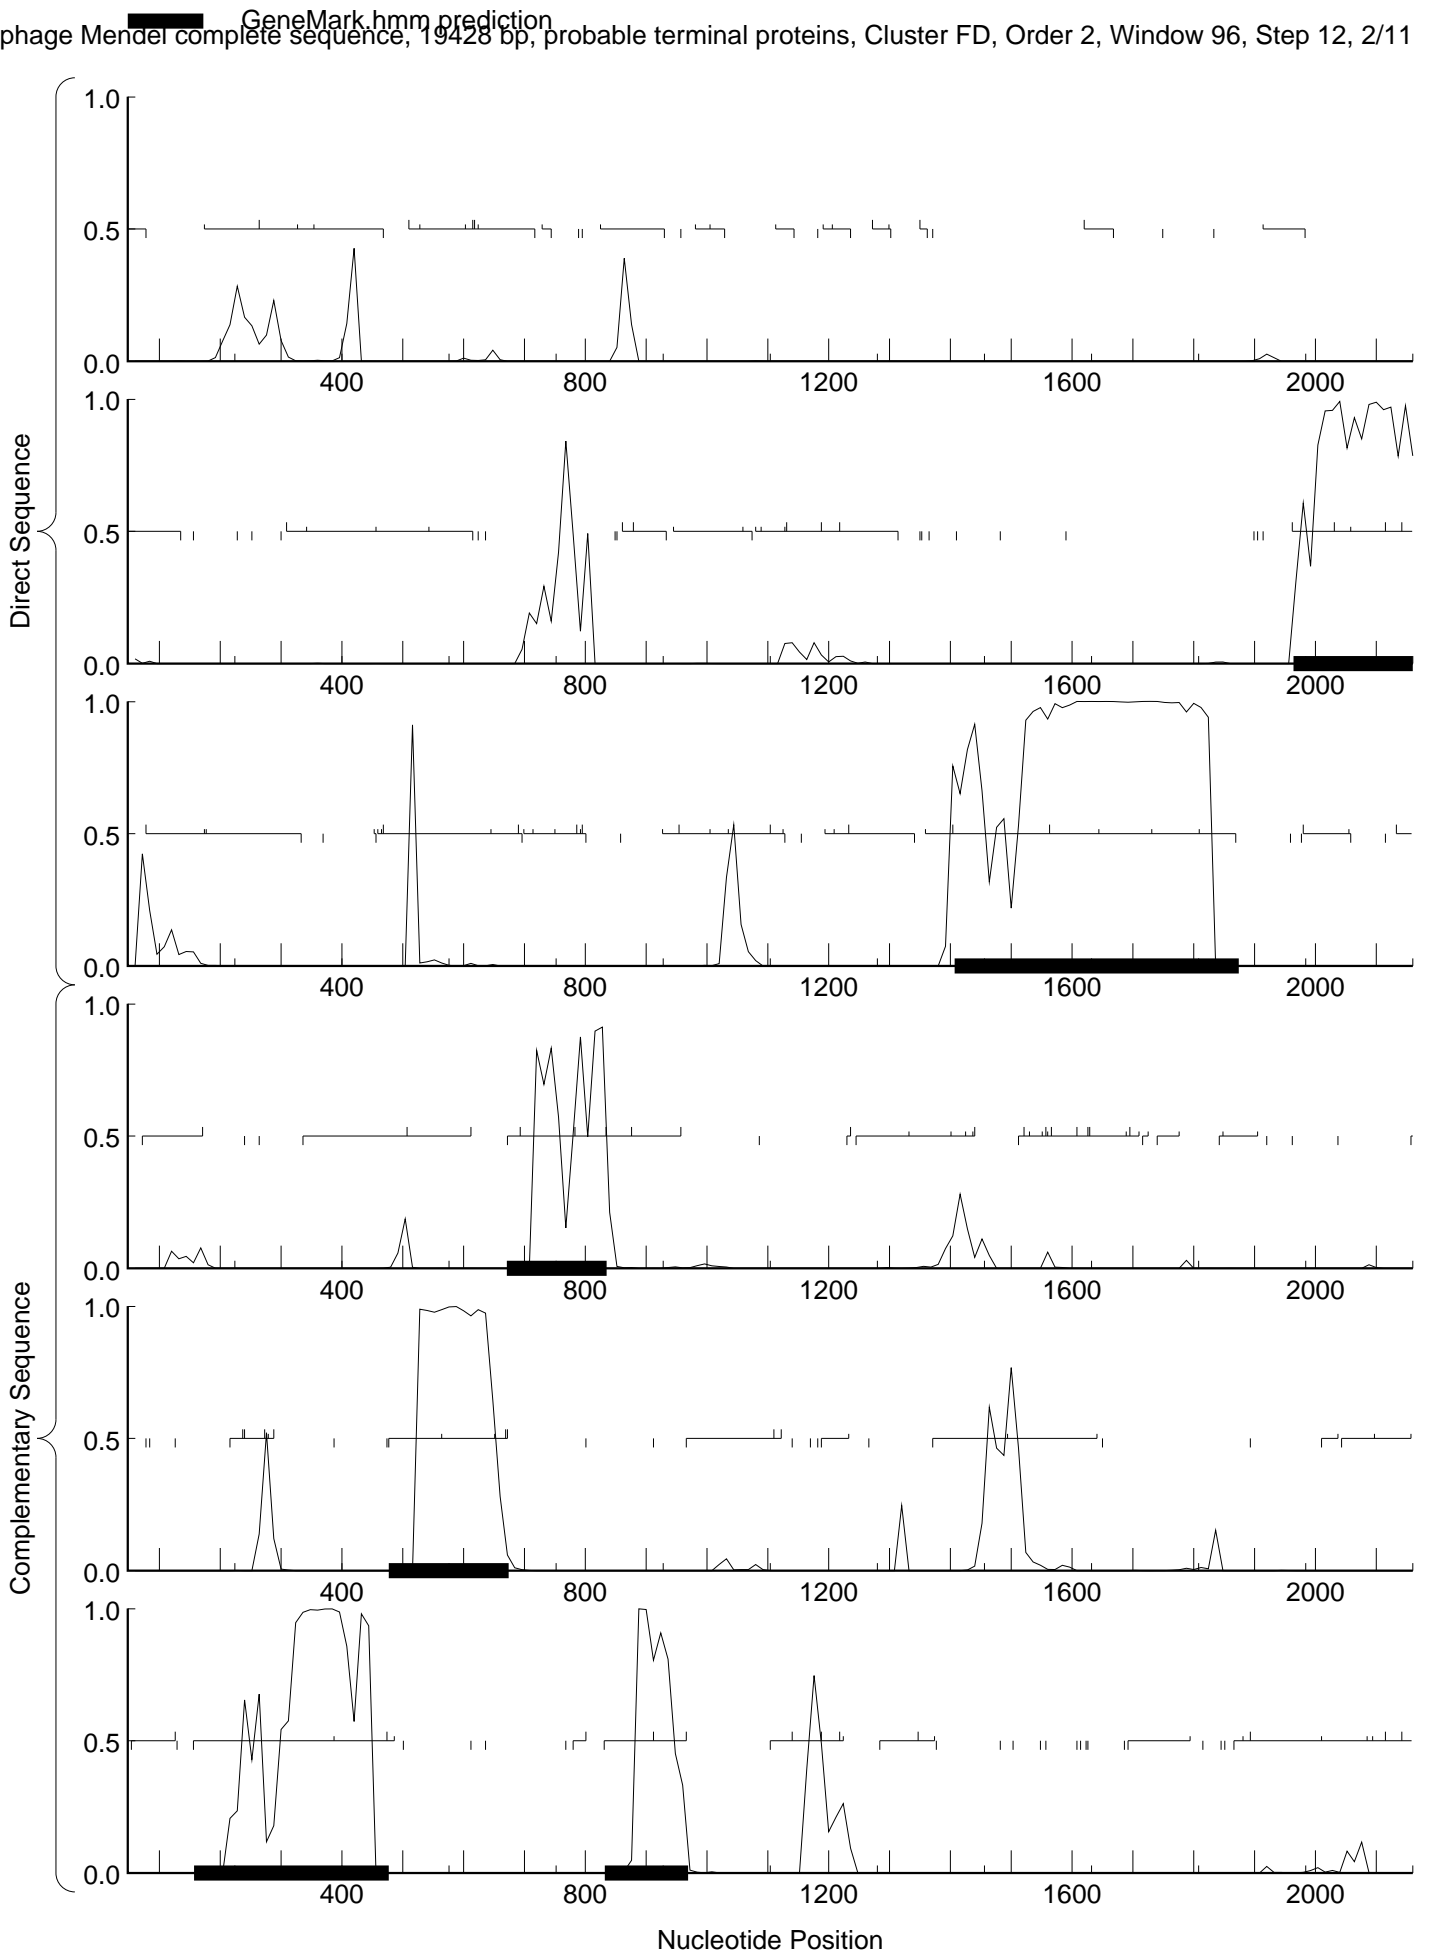 GeneMark.hmm prediction
phage Mendel complete sequence, 19428 bp, probable terminal proteins, Cluster FD, Order 2, Window 96, Step 12, 2/11
1.0
0.5
0.0
400 800 1200 1600 2000
1.0
0.5
0.0
400 800 1200 1600 2000
Direct Sequence
1.0
0.5
0.0
400 800 1200 1600 2000
1.0
0.5
0.0
400 800 1200 1600 2000
1.0
0.5
0.0
400 800 1200 1600 2000
Complementary Sequence
1.0
0.5
0.0
400 800 1200 1600 2000
Nucleotide Position